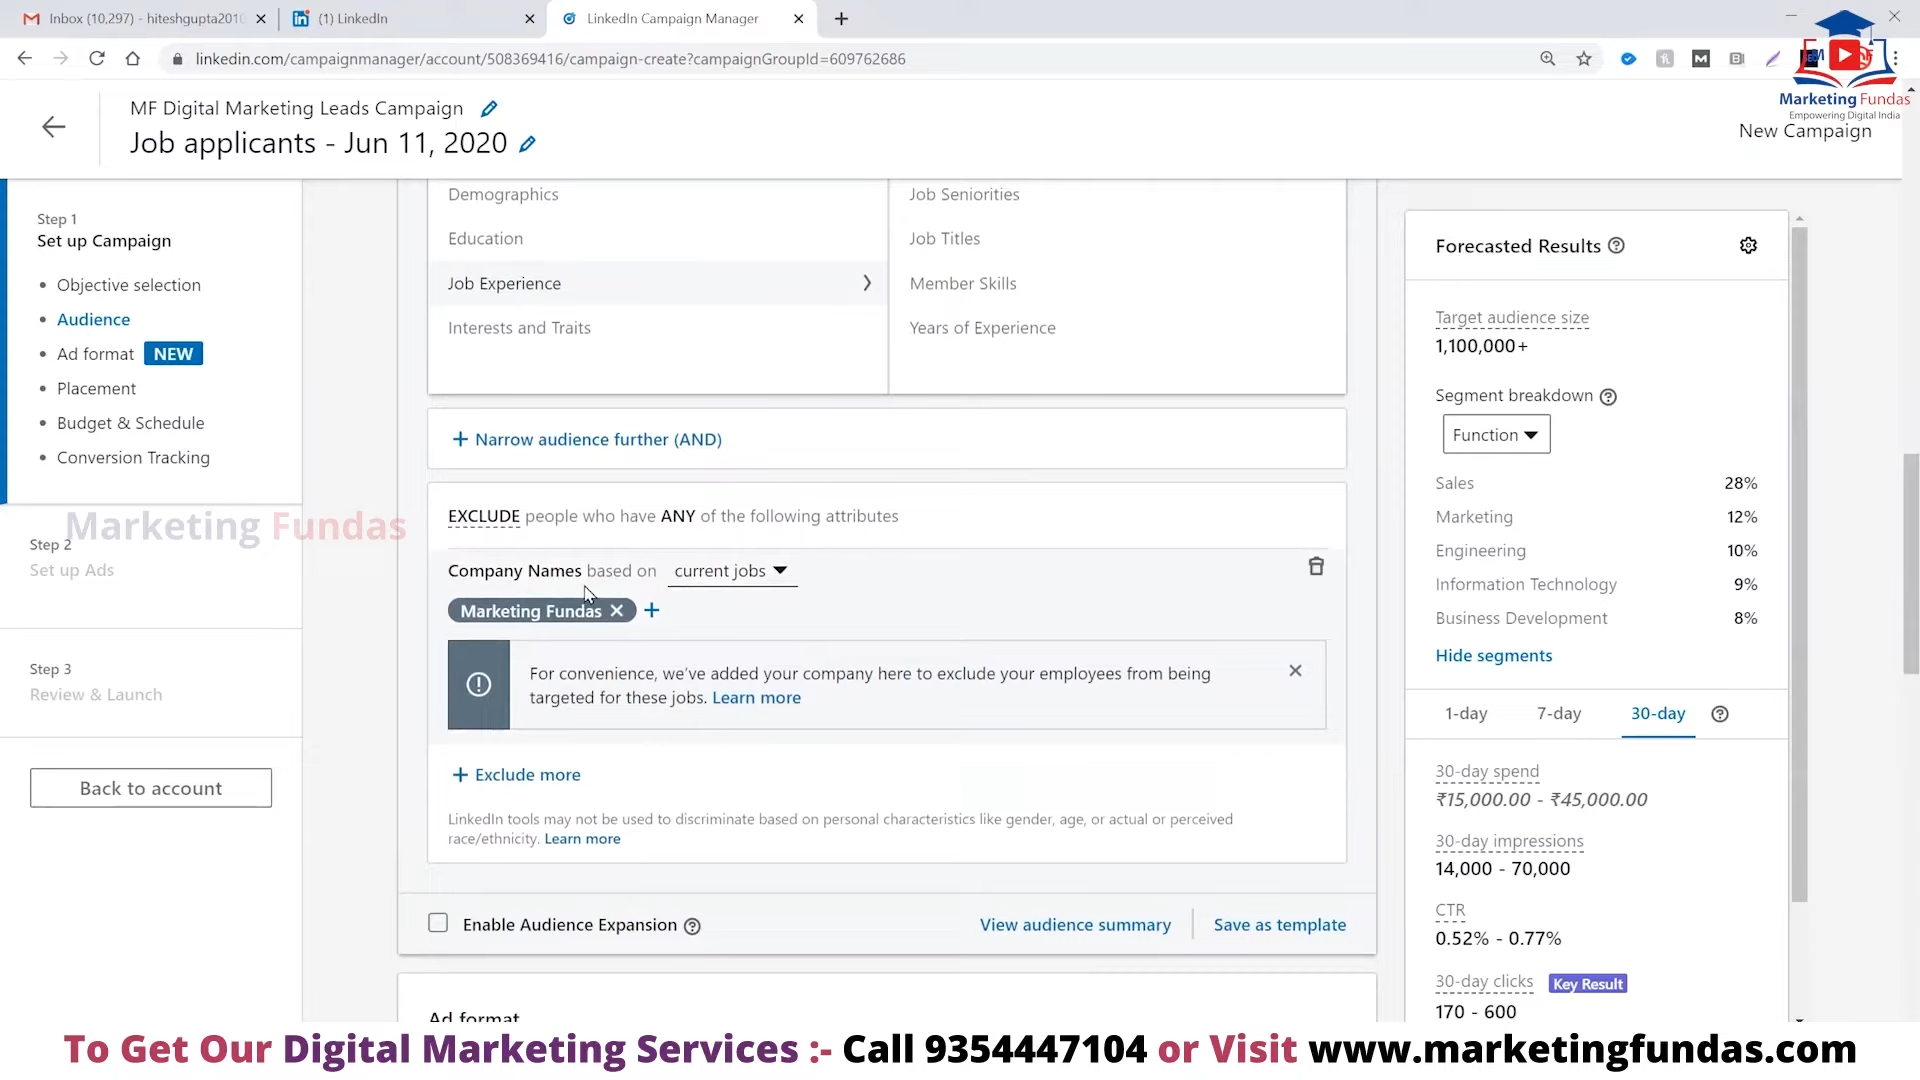 Inbox (10,297) - hiteshgupta201
(1) LinkedIn
LinkedIn Campaign Manager
linkedin.com/campaignmanager/account/508369416/campaign-create?campaignGroupId=609762686
Marketing Fundas
Empowering Digital India
MF Digital Marketing Leads Campaign
Job applicants - Jun 11, 2020
New Campaign
Step 1
Set up Campaign
Objective selection
Audience
Ad format NEW
Placement
Budget & Schedule
Conversion Tracking
Marketing Fundas
Step 2
Set up Ads
Step 3
Review & Launch
Back to account
Demographics
Education
Job Experience
Interests and Traits
Job Seniorities
Job Titles
Member Skills
Years of Experience
+ Narrow audience further (AND)
EXCLUDE people who have ANY of the following attributes
Company Names based on current jobs
Marketing Fundas
For convenience, we've added your company here to exclude your employees from being
targeted for these jobs. Learn more
+ Exclude more
LinkedIn tools may not be used to discriminate based on personal characteristics like gender, age, or actual or perceived
race/ethnicity. Learn more
Enable Audience Expansion
View audience summary
Save as template
Ad format
Forecasted Results
Target audience size
1,100,000+
Segment breakdown
Function
Sales 28%
Marketing 12%
Engineering 10%
Information Technology 9%
Business Development 8%
Hide segments
1-day 7-day 30-day
30-day spend
₹15,000.00 - ₹45,000.00
30-day impressions
14,000 - 70,000
CTR
0.52% - 0.77%
30-day clicks Key Result
170 - 600
To Get Our Digital Marketing Services :- Call 9354447104 or Visit www.marketingfundas.com